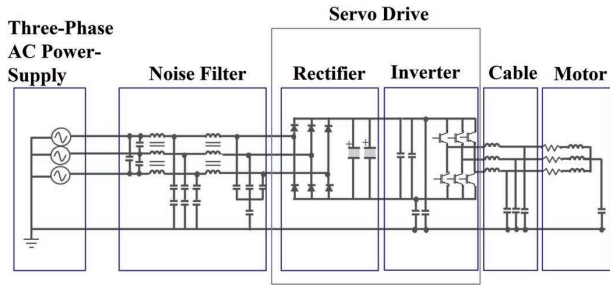 Servo Drive
Three-Phase
AC Power-
Supply
Noise Filter
Rectifier
Inverter
Cable
Motor